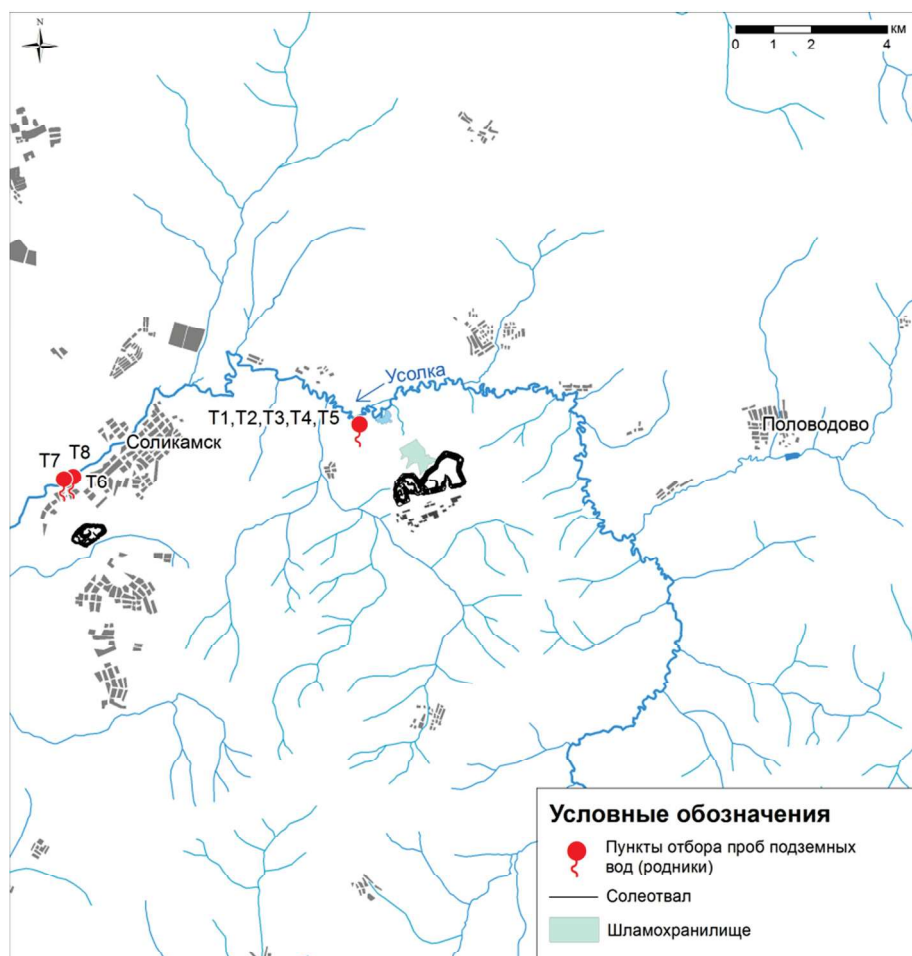 N
км
0 1 2 4
Усолка
T1,T2,T3,T4,T5
Половодово
Соликамск
T7 T8
T6
Условные обозначения
Пункты отбора проб подземных
вод (родники)
Солеотвал
Шламохранилище